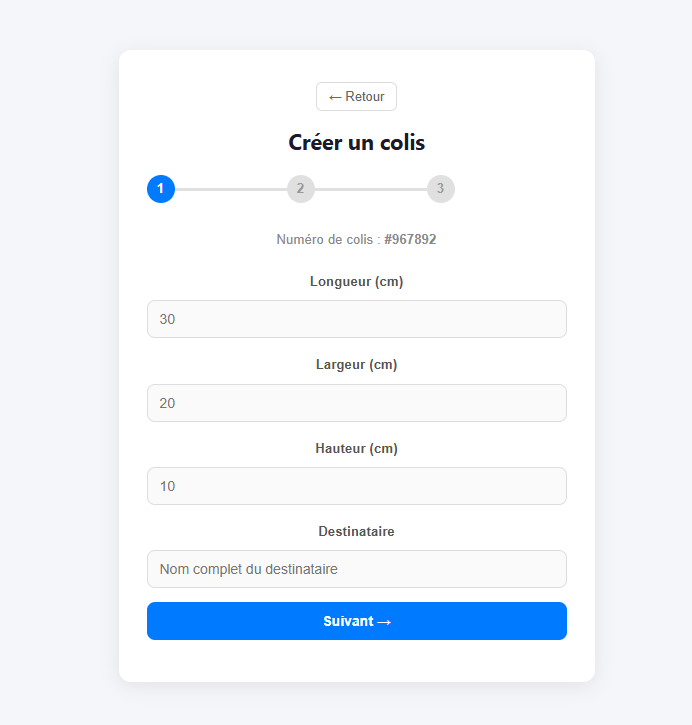 ← Retour
Créer un colis
1 2 3
Numéro de colis : #967892
Longueur (cm)
30
Largeur (cm)
20
Hauteur (cm)
10
Destinataire
Nom complet du destinataire
Suivant →